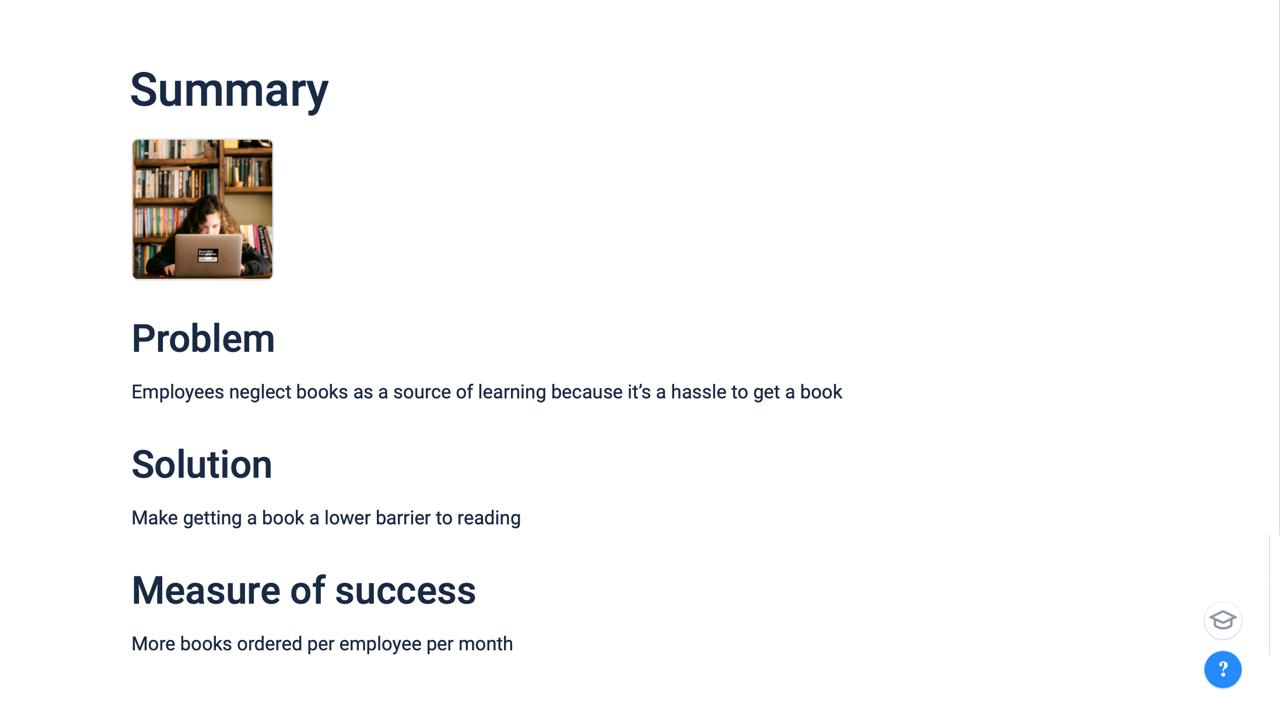 Summary
Problem
Employees neglect books as a source of learning because it’s a hassle to get a book
Solution
Make getting a book a lower barrier to reading
Measure of success
More books ordered per employee per month
?